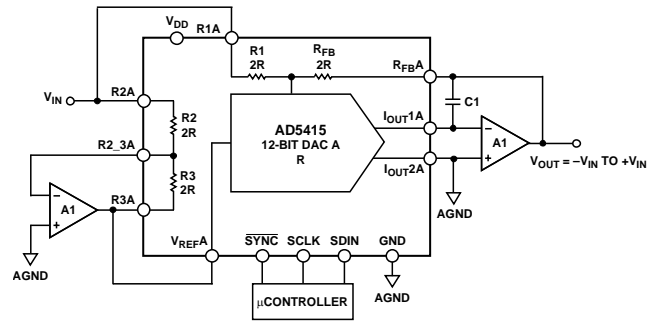 VDD
R1A
R1
2R
RFB
2R
RFBA
C1
VIN
R2A
R2
2R
AD5415
12-BIT DAC A
R
IOUT1A
A1
VOUT = –VIN TO +VIN
R2_3A
R3
2R
IOUT2A
AGND
A1
R3A
AGND
VREFA
SYNC
SCLK
SDIN
GND
µCONTROLLER
AGND